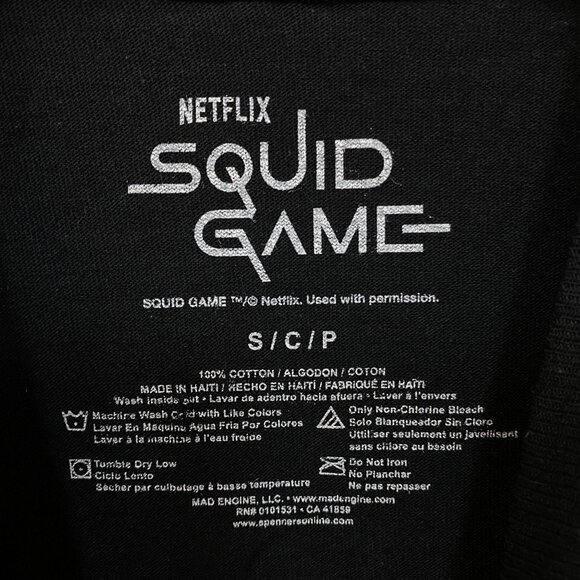 NETFLIX
SQUID
GAME
SQUID GAME ™/© Netflix. Used with permission.
S / C / P
100% COTTON / ALGODON / COTON
MADE IN HAITI / HECHO EN HAITI / FABRIQUÉ EN HAÏTI
Wash inside out • Lavar de adentro hacia afuera • Laver à l'envers
Machine Wash Cold with Like Colors
Lavar En Maquina Agua Fria Por Colores
Laver à la machine à l'eau froide
Only Non-Chlorine Bleach
Solo Blanqueador Sin Cloro
Utiliser seulement un javellisant
sans chlore au besoin
Tumble Dry Low
Ciclo Lento
Sécher par culbutage à basse température
Do Not Iron
No Planchar
Ne pas repasser
MAD ENGINE, LLC. • www.madengine.com
RN# 0101531 • CA 41859
www.spennersonline.com